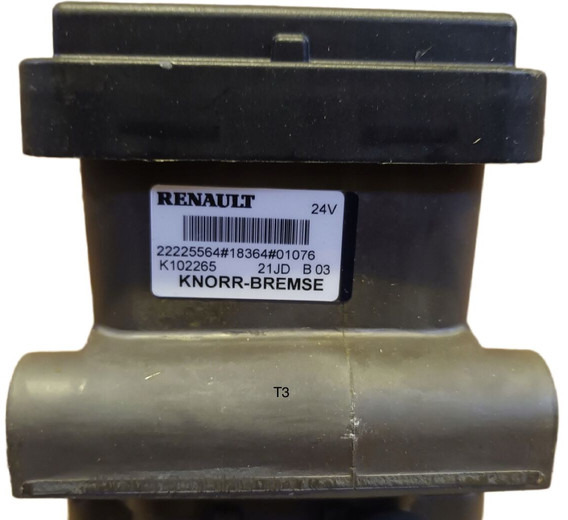 RENAULT 24V
22225564#18364#01076
K102265 21JD B 03
KNORR-BREMSE
T3